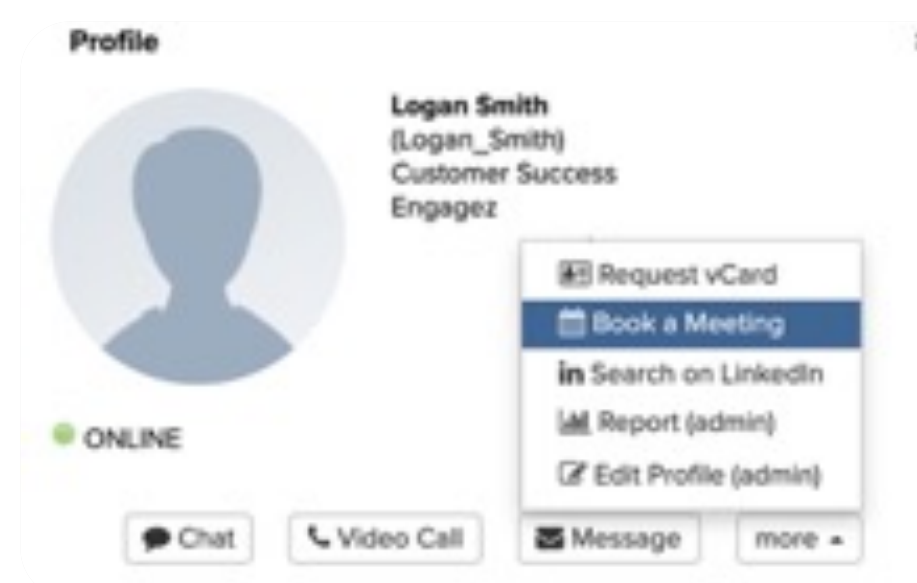 Profile
Logan Smith
(Logan_Smith)
Customer Success
Engagez
Request vCard
Book a Meeting
in Search on LinkedIn
Report (admin)
Edit Profile (admin)
ONLINE
Chat
Video Call
Message
more